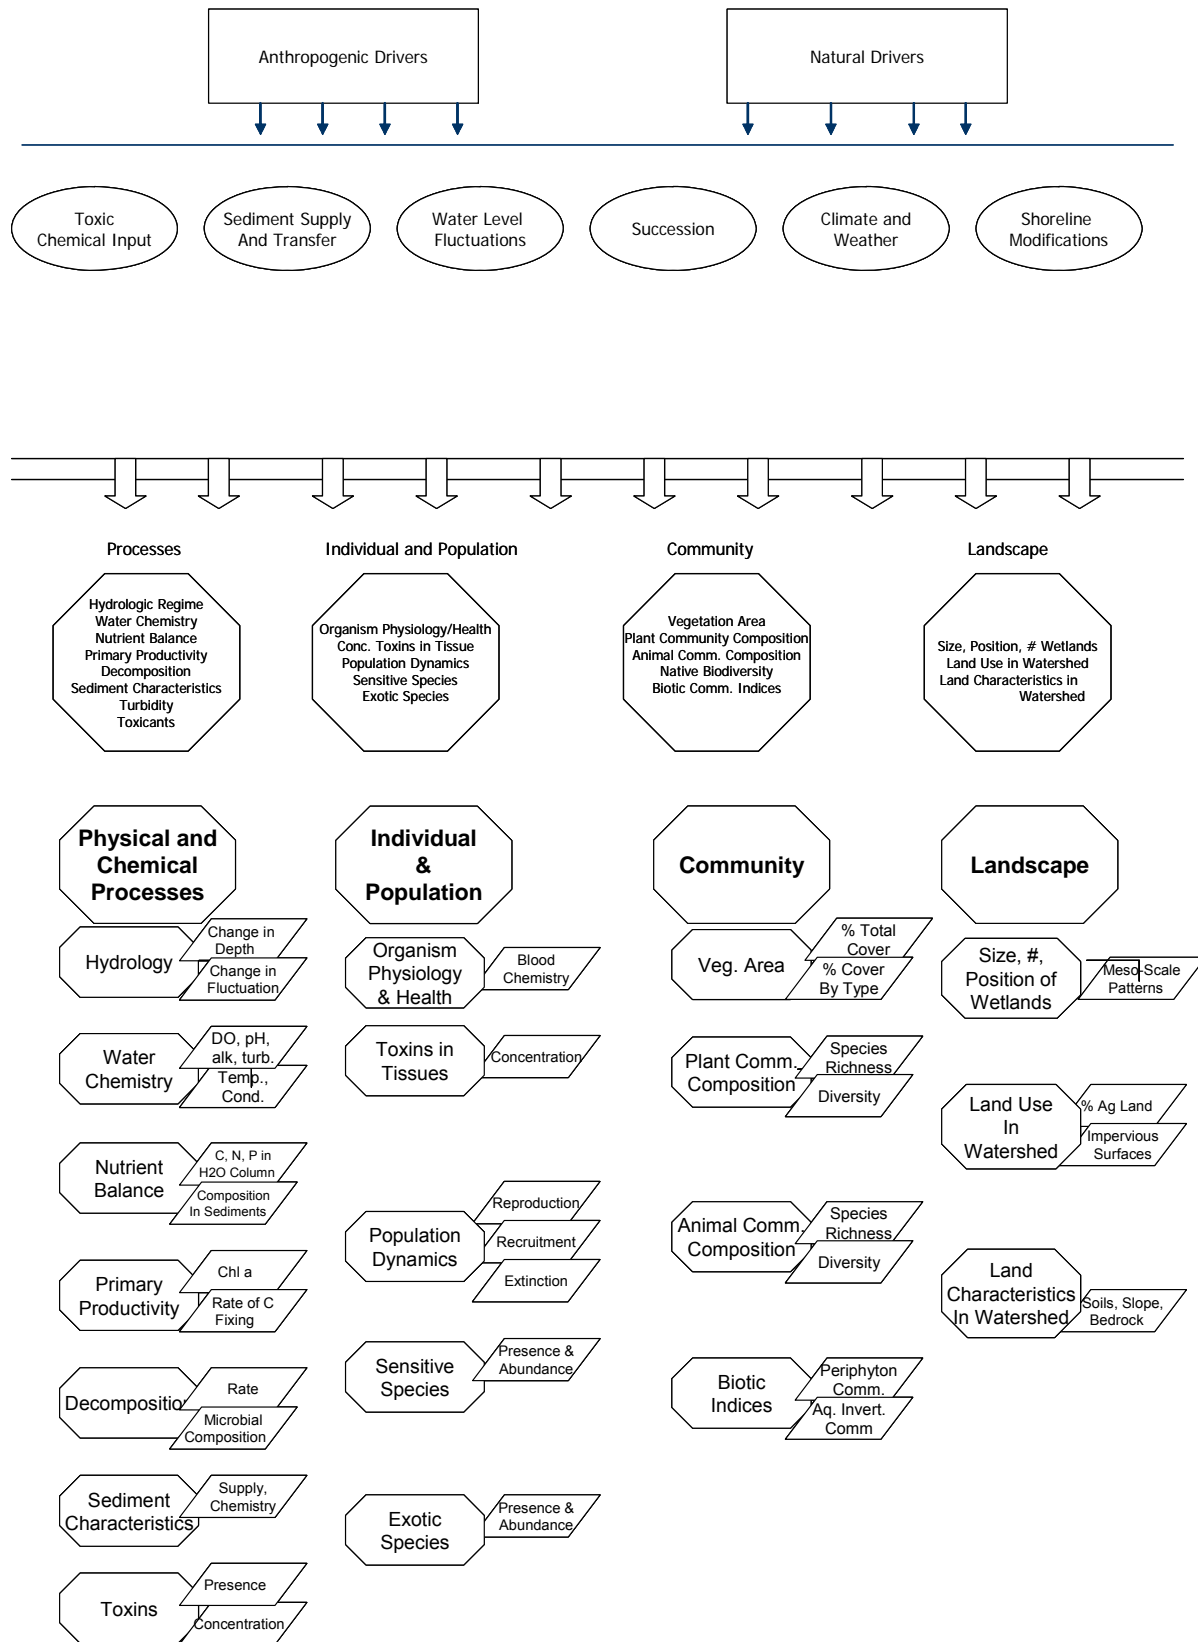 Anthropogenic Drivers
Natural Drivers
Toxic
Chemical Input
Sediment Supply
And Transfer
Water Level
Fluctuations
Succession
Climate and
Weather
Shoreline
Modifications
Processes
Individual and Population
Community
Landscape
Hydrologic Regime
Water Chemistry
Nutrient Balance
Primary Productivity
Decomposition
Sediment Characteristics
Turbidity
Toxicants
Organism Physiology/Health
Conc. Toxins in Tissue
Population Dynamics
Sensitive Species
Exotic Species
Vegetation Area
Plant Community Composition
Animal Comm. Composition
Native Biodiversity
Biotic Comm. Indices
Size, Position, # Wetlands
Land Use in Watershed
Land Characteristics in
Watershed
Physical and
Chemical
Processes
Hydrology
Change in
Depth
Change in
Fluctuation
Water
Chemistry
DO, pH,
alk, turb.
Temp.,
Cond.
Nutrient
Balance
C, N, P in
H2O Column
Composition
In Sediments
Primary
Productivity
Chl a
Rate of C
Fixing
Decomposition
Rate
Microbial
Composition
Sediment
Characteristics
Supply,
Chemistry
Toxins
Presence
Concentration
Individual
&
Population
Organism
Physiology
& Health
Blood
Chemistry
Toxins in
Tissues
Concentration
Population
Dynamics
Reproduction
Recruitment
Extinction
Sensitive
Species
Presence &
Abundance
Exotic
Species
Presence &
Abundance
Community
Veg. Area
% Total
Cover
% Cover
By Type
Plant Comm.
Composition
Species
Richness
Diversity
Animal Comm.
Composition
Species
Richness
Diversity
Biotic
Indices
Periphyton
Comm.
Aq. Invert.
Comm
Landscape
Size, #,
Position of
Wetlands
Meso-Scale
Patterns
Land Use
In
Watershed
% Ag Land
Impervious
Surfaces
Land
Characteristics
In Watershed
Soils, Slope,
Bedrock